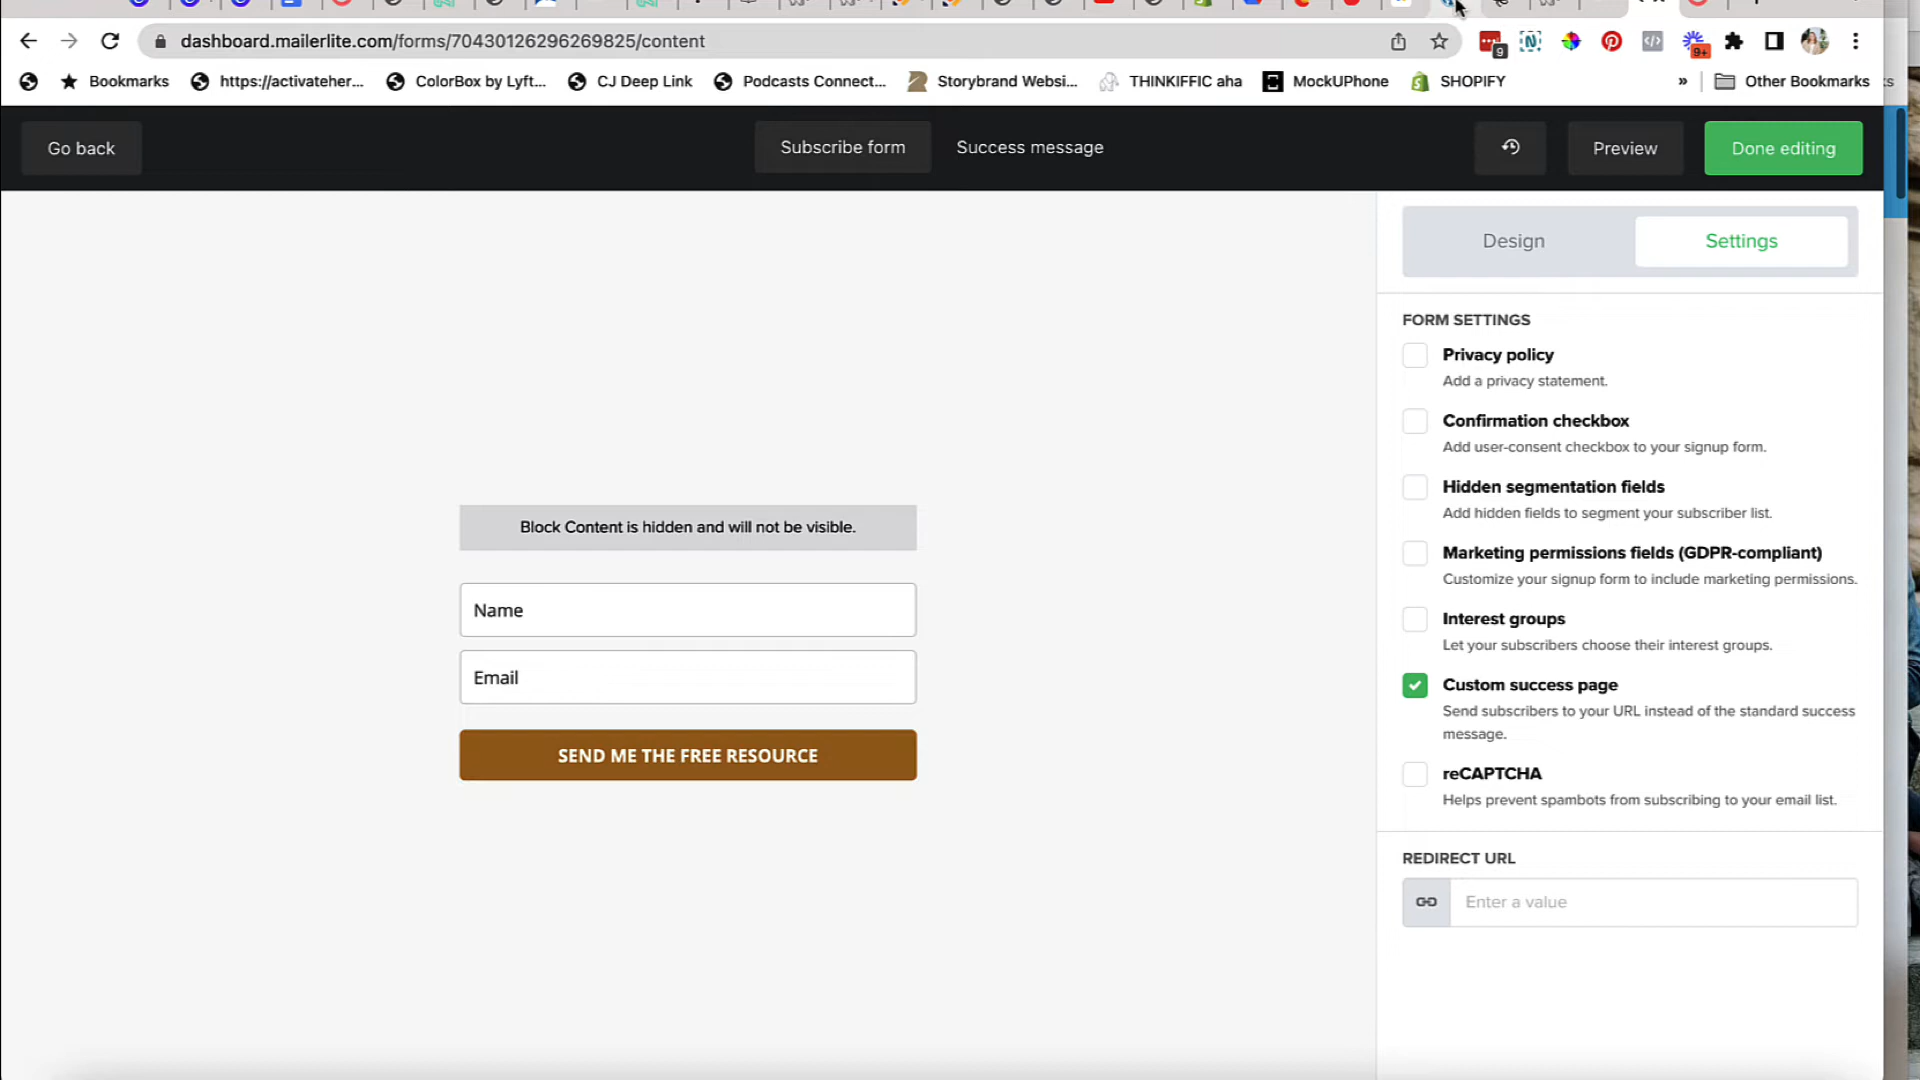 dashboard.mailerlite.com/forms/70430126296269825/content
9
9+
Bookmarks
https://activateher...
ColorBox by Lyft...
CJ Deep Link
Podcasts Connect...
Storybrand Websi...
THINKIFFIC aha
MockUPhone
SHOPIFY
»
Other Bookmarks
Go back
Subscribe form
Success message
Preview
Done editing
Design
Settings
FORM SETTINGS
Privacy policy
Add a privacy statement.
Confirmation checkbox
Add user-consent checkbox to your signup form.
Hidden segmentation fields
Add hidden fields to segment your subscriber list.
Marketing permissions fields (GDPR-compliant)
Customize your signup form to include marketing permissions.
Interest groups
Let your subscribers choose their interest groups.
Custom success page
Send subscribers to your URL instead of the standard success
message.
reCAPTCHA
Helps prevent spambots from subscribing to your email list.
REDIRECT URL
Enter a value
Block Content is hidden and will not be visible.
Name
Email
SEND ME THE FREE RESOURCE